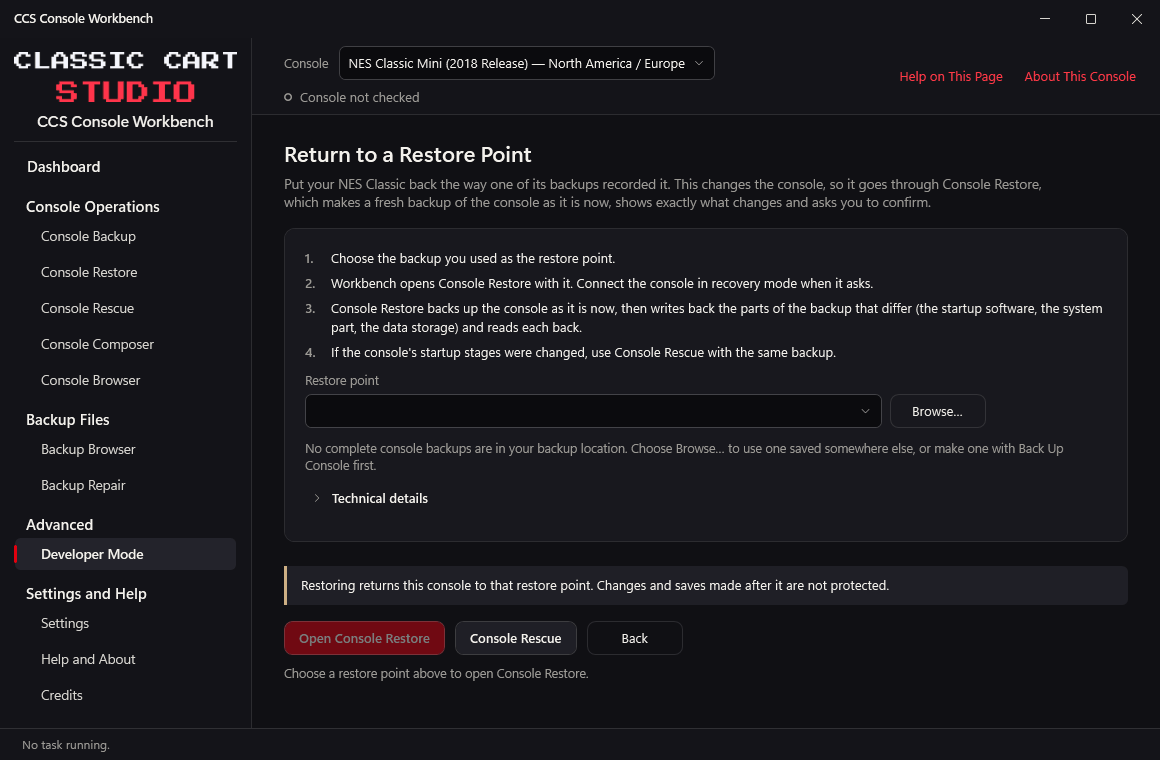 CCS Console Workbench
CLASSIC CART
STUDIO
CCS Console Workbench
Dashboard
Console Operations
Console Backup
Console Restore
Console Rescue
Console Composer
Console Browser
Backup Files
Backup Browser
Backup Repair
Advanced
Developer Mode
Settings and Help
Settings
Help and About
Credits
Console
NES Classic Mini (2018 Release) — North America / Europe
Console not checked
Help on This Page
About This Console
Return to a Restore Point
Put your NES Classic back the way one of its backups recorded it. This changes the console, so it goes through Console Restore,
which makes a fresh backup of the console as it is now, shows exactly what changes and asks you to confirm.
1. Choose the backup you used as the restore point.
2. Workbench opens Console Restore with it. Connect the console in recovery mode when it asks.
3. Console Restore backs up the console as it is now, then writes back the parts of the backup that differ (the startup software, the system
part, the data storage) and reads each back.
4. If the console's startup stages were changed, use Console Rescue with the same backup.
Restore point
Browse...
No complete console backups are in your backup location. Choose Browse... to use one saved somewhere else, or make one with Back Up
Console first.
Technical details
Restoring returns this console to that restore point. Changes and saves made after it are not protected.
Open Console Restore
Console Rescue
Back
Choose a restore point above to open Console Restore.
No task running.